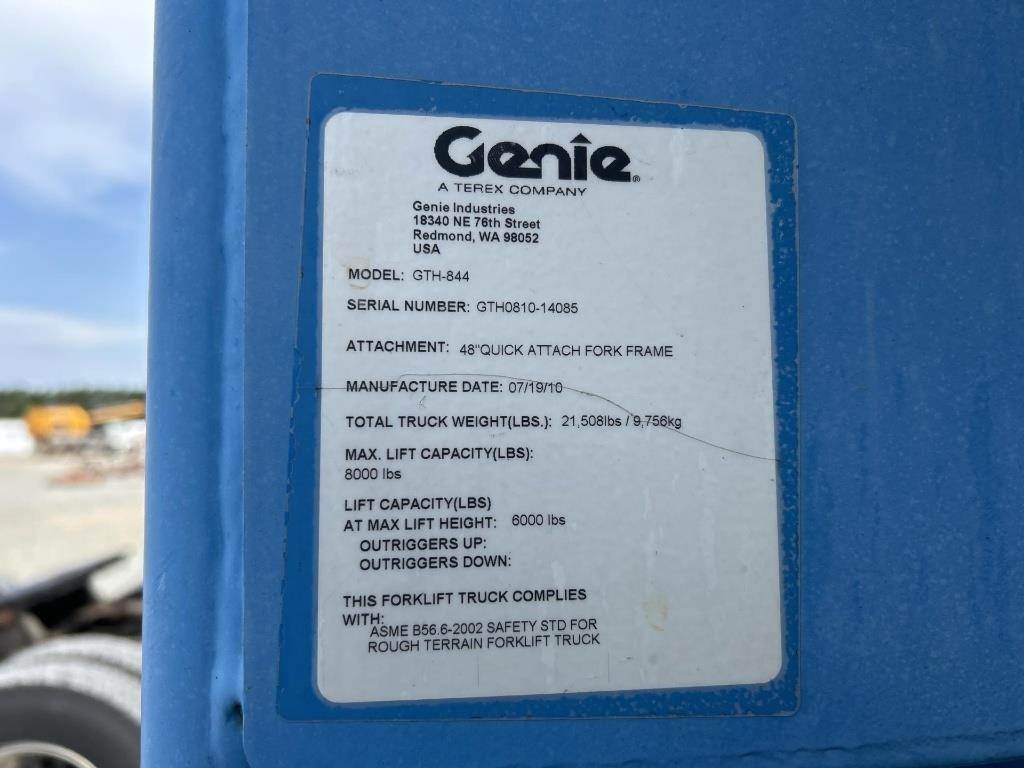 Genie®
A TEREX COMPANY
Genie Industries
18340 NE 76th Street
Redmond, WA 98052
USA
MODEL: GTH-844
SERIAL NUMBER: GTH0810-14085
ATTACHMENT: 48"QUICK ATTACH FORK FRAME
MANUFACTURE DATE: 07/19/10
TOTAL TRUCK WEIGHT(LBS.): 21,508lbs / 9,756kg
MAX. LIFT CAPACITY(LBS):
8000 lbs
LIFT CAPACITY(LBS)
AT MAX LIFT HEIGHT: 6000 lbs
OUTRIGGERS UP:
OUTRIGGERS DOWN:
THIS FORKLIFT TRUCK COMPLIES
WITH:
ASME B56.6-2002 SAFETY STD FOR
ROUGH TERRAIN FORKLIFT TRUCK